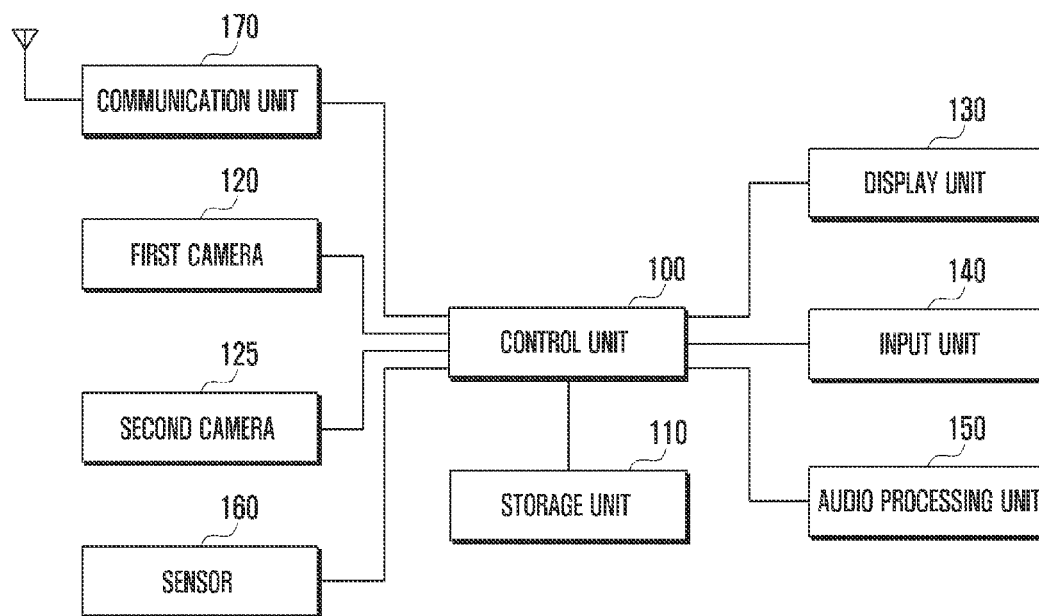 170
COMMUNICATION UNIT
120
FIRST CAMERA
125
SECOND CAMERA
160
SENSOR
100
CONTROL UNIT
110
STORAGE UNIT
130
DISPLAY UNIT
140
INPUT UNIT
150
AUDIO PROCESSING UNIT